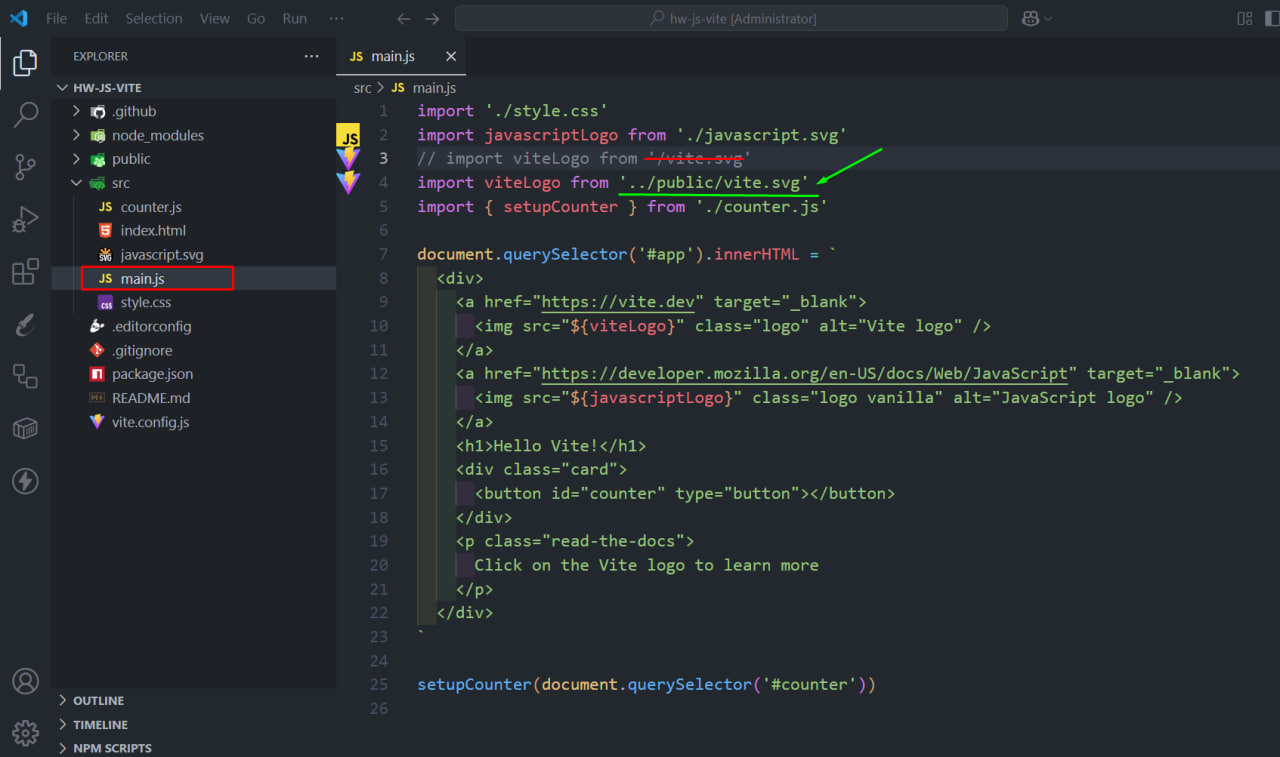 File Edit Selection View Go Run ··· hw-js-vite [Administrator]
EXPLORER ···
HW-JS-VITE
.github
node_modules
public
src
JS counter.js
index.html
SVG javascript.svg
JS main.js
CSS style.css
.editorconfig
.gitignore
package.json
README.md
vite.config.js
OUTLINE
TIMELINE
NPM SCRIPTS
JS main.js
src > JS main.js
1 import './style.css'
JS 2 import javascriptLogo from './javascript.svg'
3 // import viteLogo from '/vite.svg'
4 import viteLogo from '../public/vite.svg'
5 import { setupCounter } from './counter.js'
6
7 document.querySelector('#app').innerHTML = `
8 <div>
9 <a href="https://vite.dev" target="_blank">
10 <img src="${viteLogo}" class="logo" alt="Vite logo" />
11 </a>
12 <a href="https://developer.mozilla.org/en-US/docs/Web/JavaScript" target="_blank">
13 <img src="${javascriptLogo}" class="logo vanilla" alt="JavaScript logo" />
14 </a>
15 <h1>Hello Vite!</h1>
16 <div class="card">
17 <button id="counter" type="button"></button>
18 </div>
19 <p class="read-the-docs">
20 Click on the Vite logo to learn more
21 </p>
22 </div>
23 `
24
25 setupCounter(document.querySelector('#counter'))
26